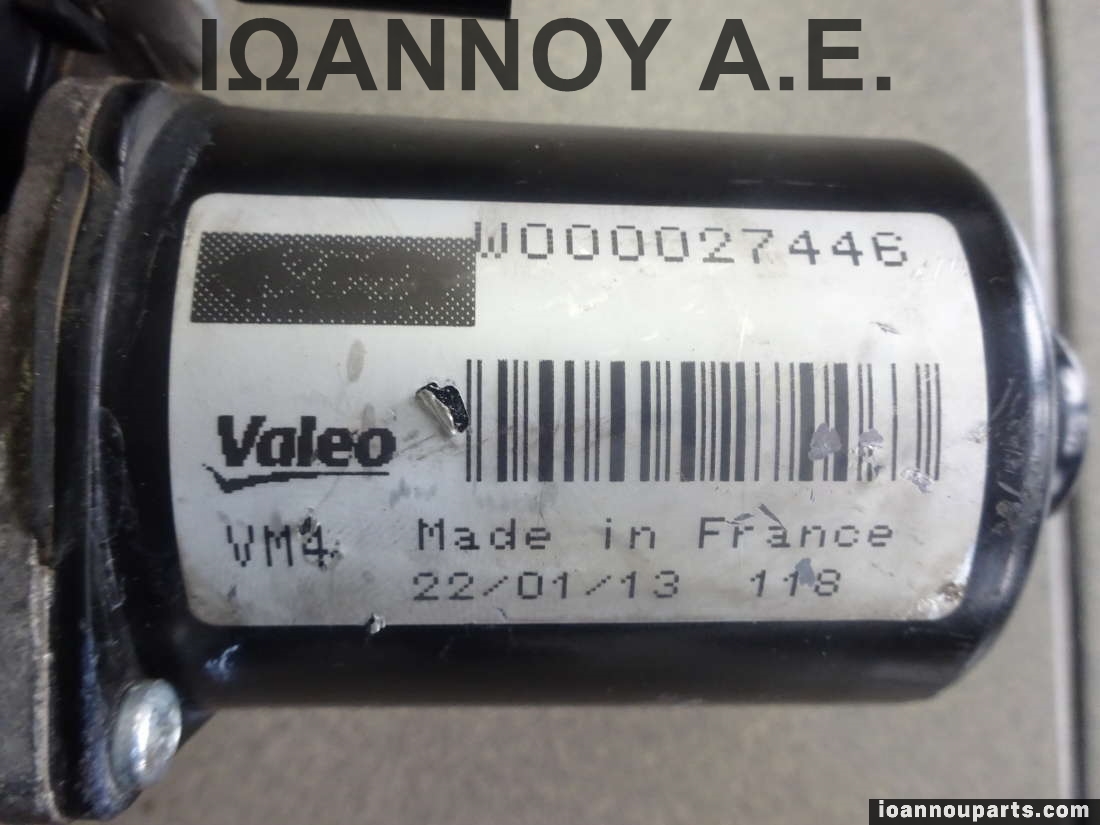 ΙΩΑΝΝΟΥ Α.Ε.
W000027446
Valeo
VM4 Made in France
22/01/13 118
ioannouparts.com